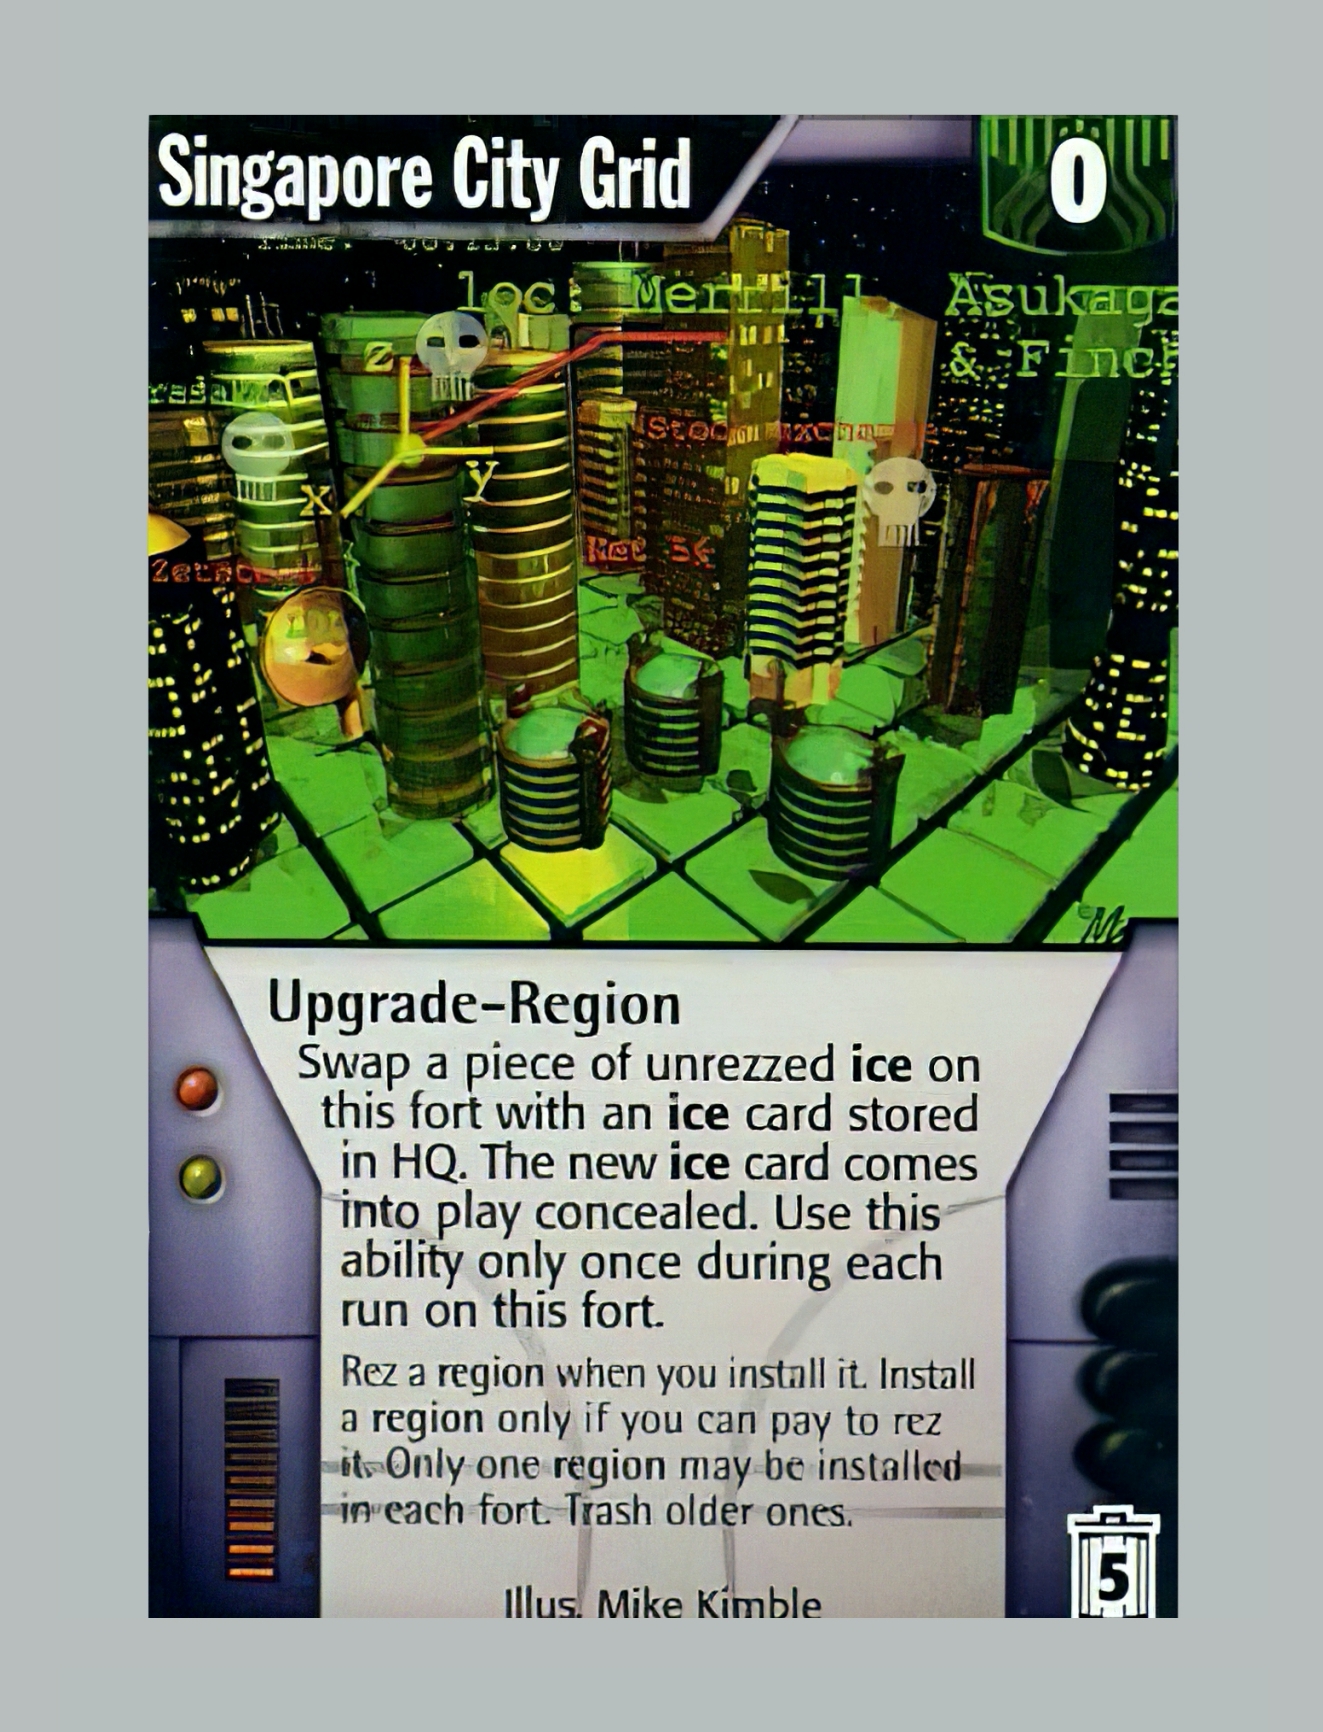 Singapore City Grid
0
loc: Merrill
Asukaga
& Finch
z
x
y
Upgrade-Region
Swap a piece of unrezzed ice on
this fort with an ice card stored
in HQ. The new ice card comes
into play concealed. Use this
ability only once during each
run on this fort.
Rez a region when you install it. Install
a region only if you can pay to rez
it. Only one region may be installed
in each fort. Trash older ones.
5
Illus. Mike Kimble